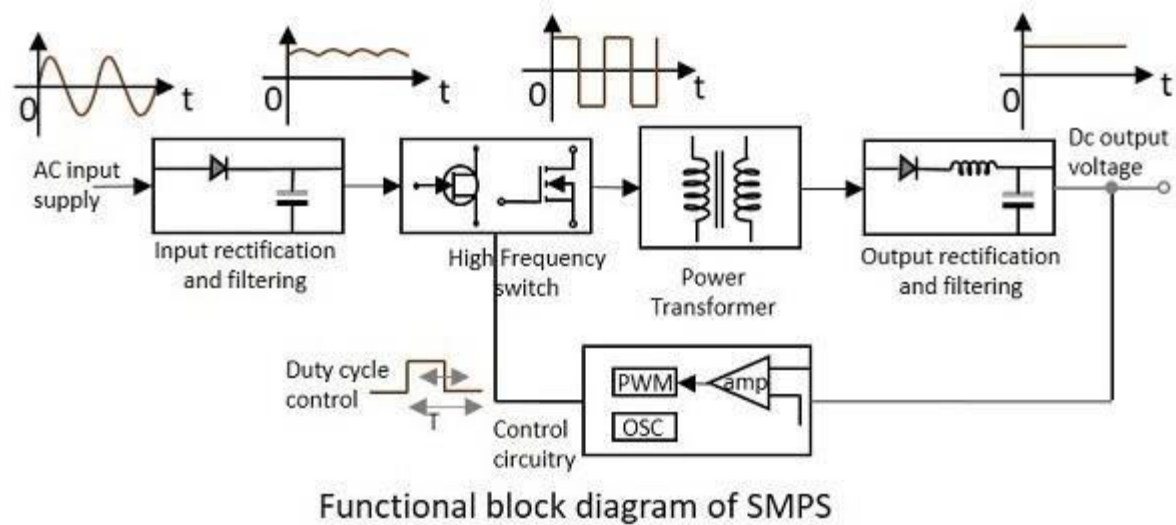 0
t
0
t
0
t
0
t
AC input
supply
Input rectification
and filtering
High Frequency
switch
Power
Transformer
Dc output
voltage
Output rectification
and filtering
Duty cycle
control
T
Control
circuitry
PWM
amp
OSC
Functional block diagram of SMPS